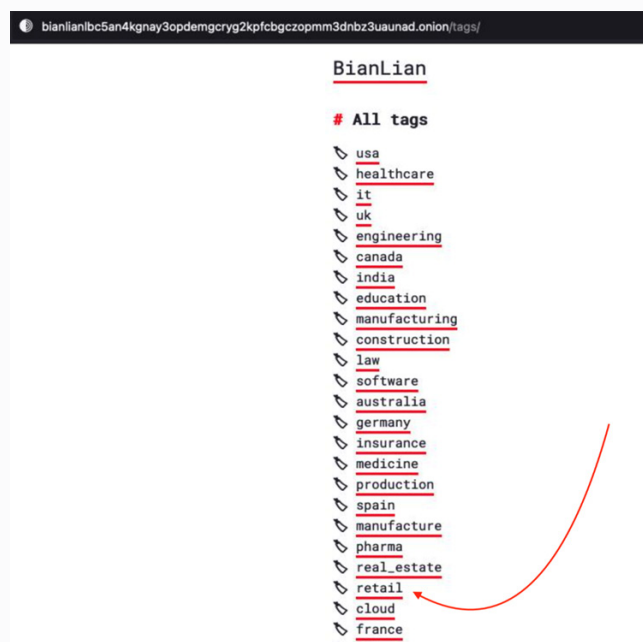 bianlianlbc5an4kgnay3opdemgcryg2kpfcbgczopmm3dnbz3uaunad.onion/tags/
BianLian
# All tags
usa
healthcare
it
uk
engineering
canada
india
education
manufacturing
construction
law
software
australia
germany
insurance
medicine
production
spain
manufacture
pharma
real_estate
retail
cloud
france